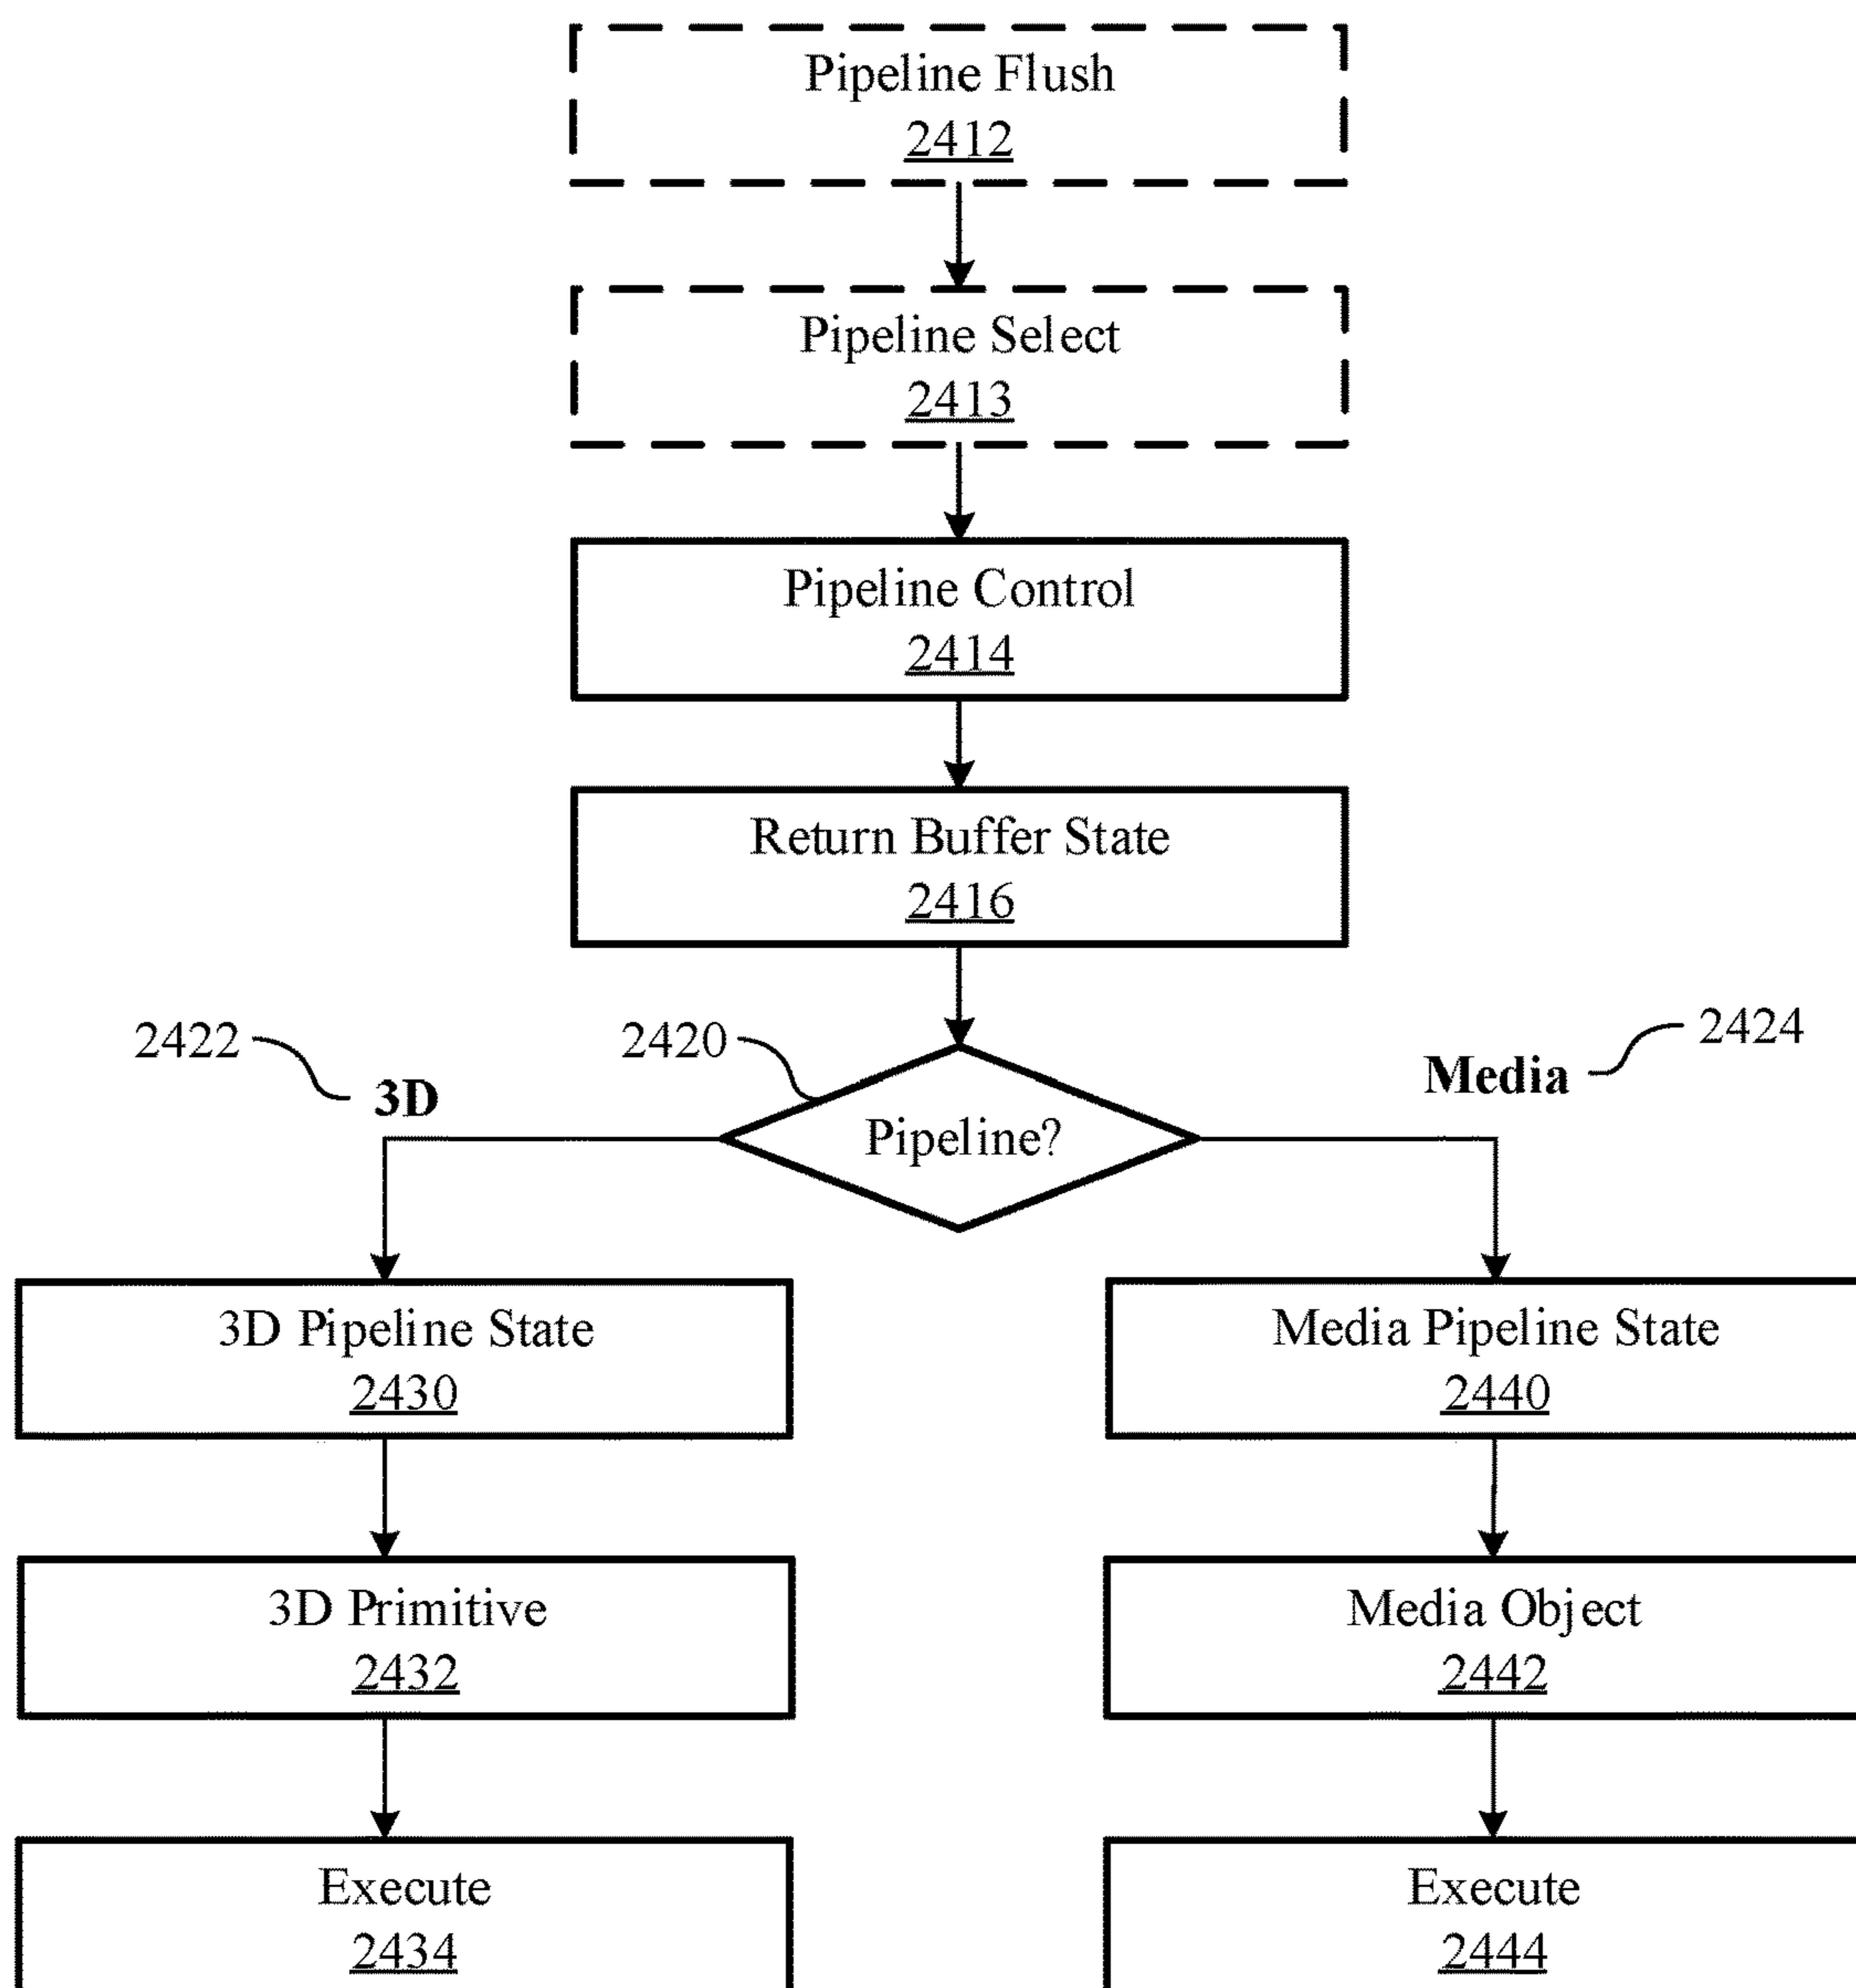 Pipeline Flush
2412
Pipeline Select
2413
Pipeline Control
2414
Return Buffer State
2416
2422
3D
2420
Pipeline?
Media
2424
3D Pipeline State
2430
Media Pipeline State
2440
3D Primitive
2432
Media Object
2442
Execute
2434
Execute
2444